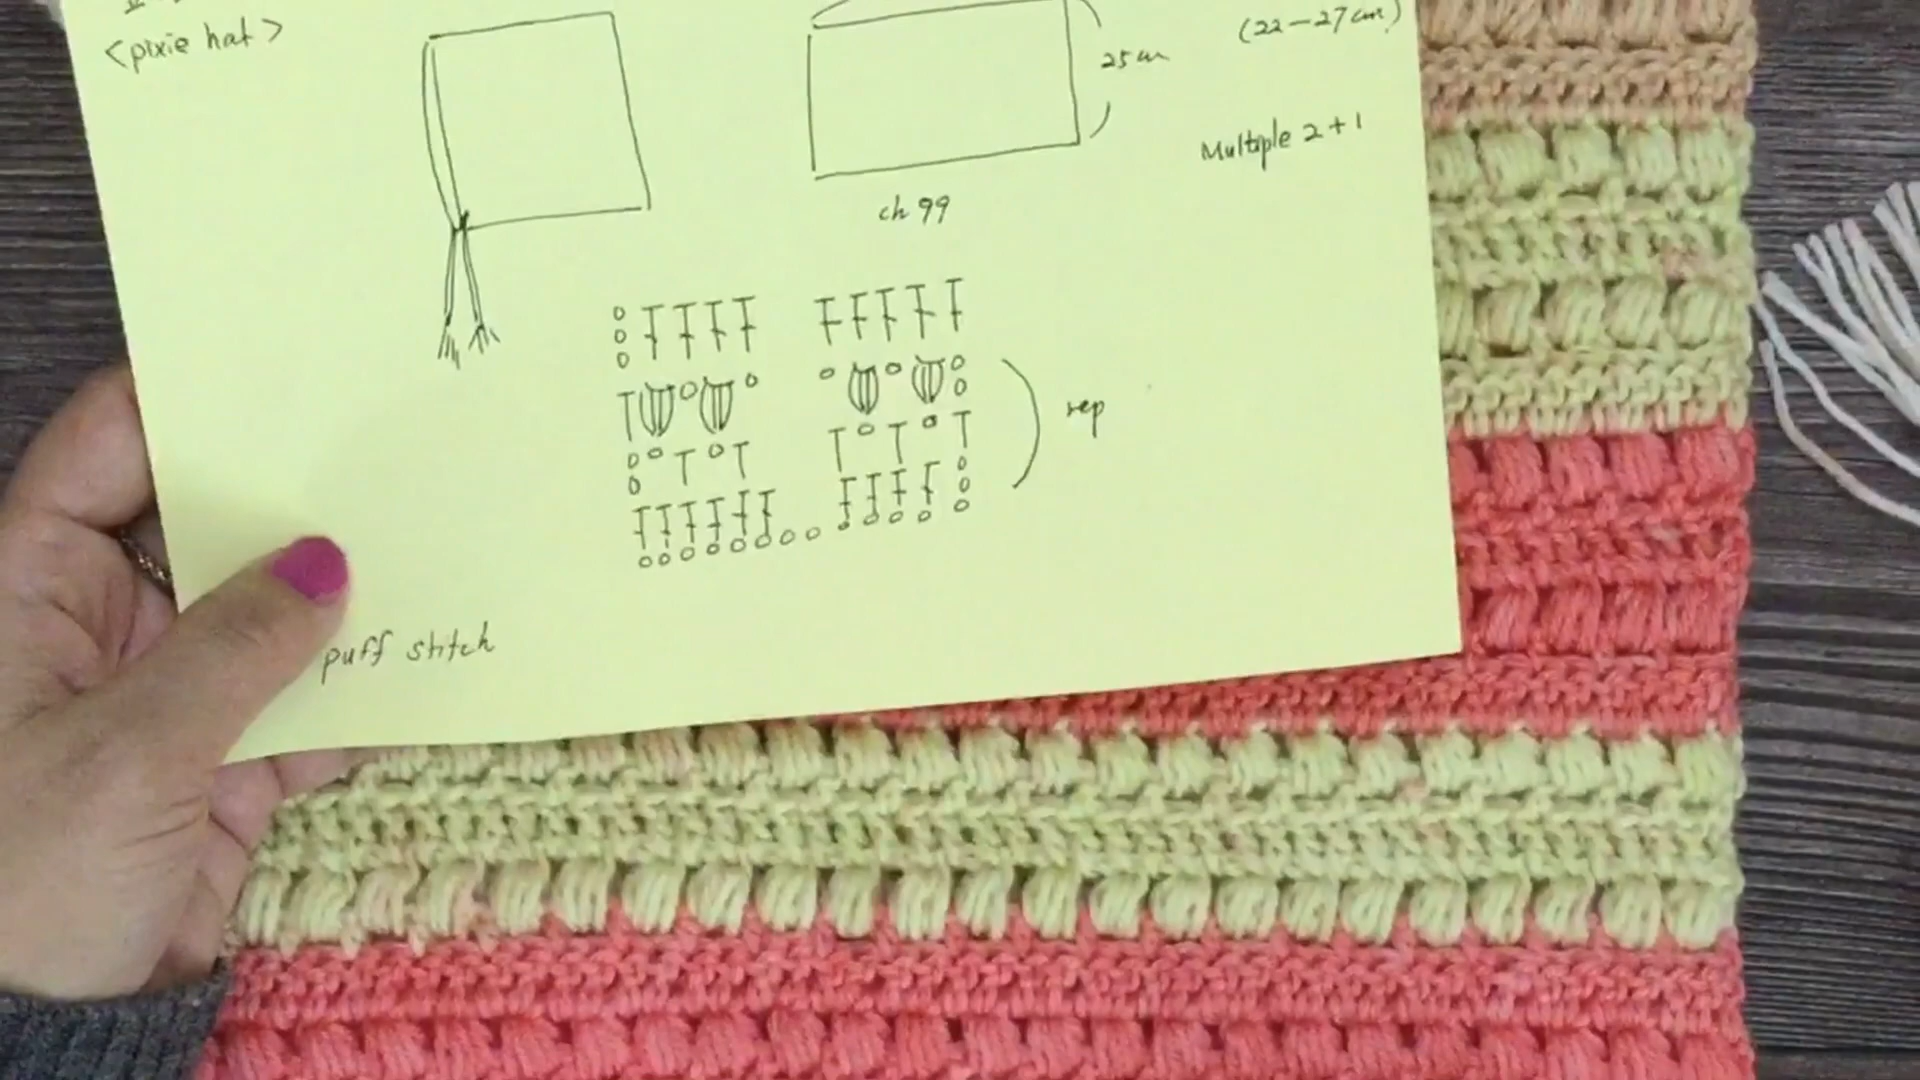 <pixie hat>
(22-27cm)
25cm
Multiple 2+1
ch 99
rep
puff stitch